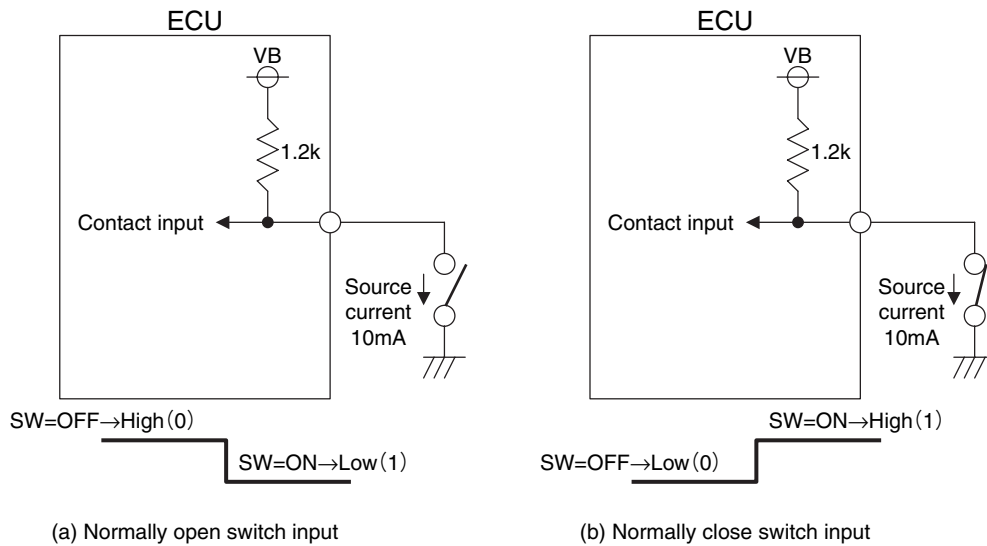 ECU
VB
1.2k
Contact input
Source
current
10mA
SW=OFF→High(0)
SW=ON→Low(1)
(a) Normally open switch input
ECU
VB
1.2k
Contact input
Source
current
10mA
SW=ON→High(1)
SW=OFF→Low(0)
(b) Normally close switch input